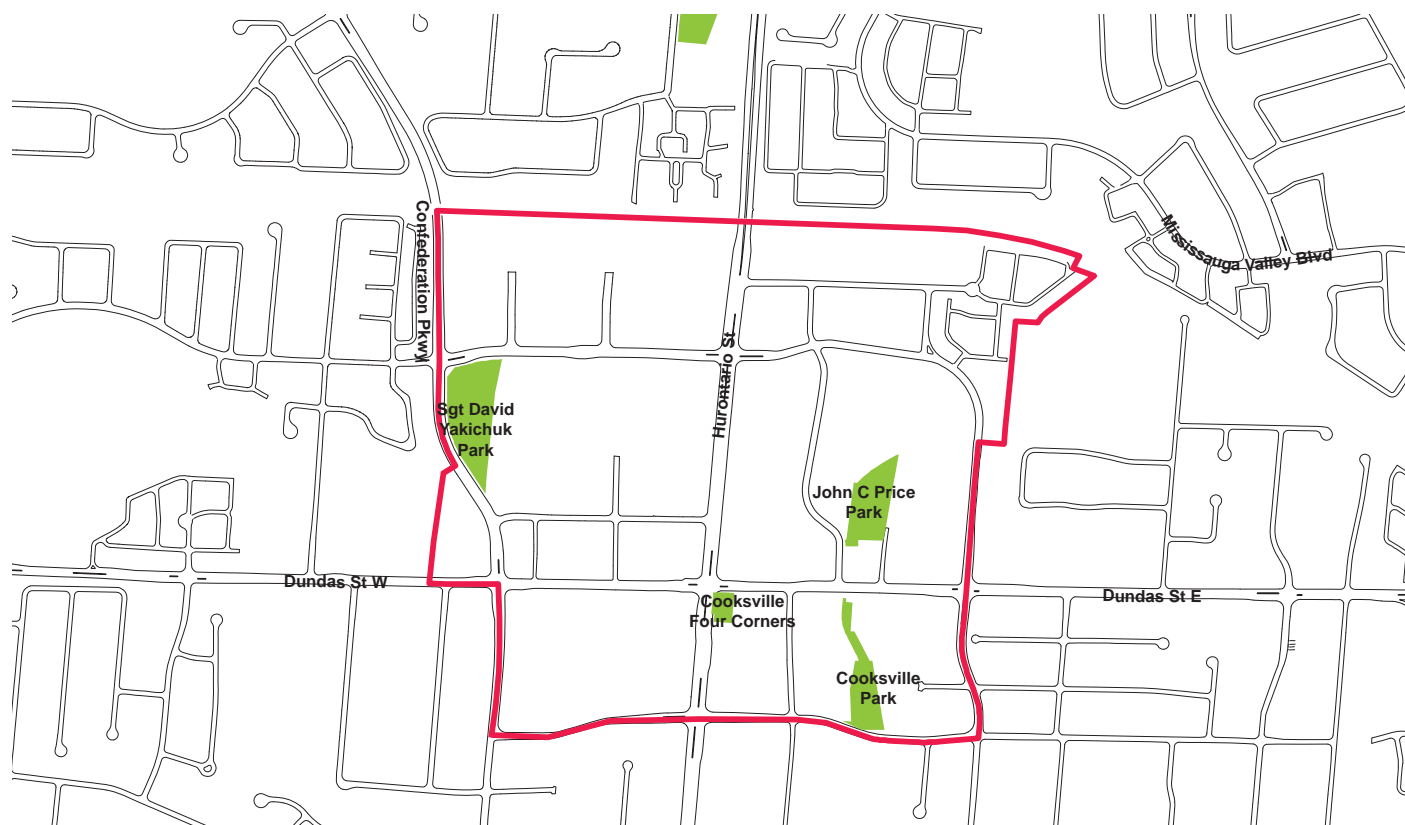 Confederation Pkwy
Mississauga Valley Blvd
Hurontario St
Sgt David
Yakichuk
Park
John C Price
Park
Dundas St W
Cooksville
Four Corners
Dundas St E
Cooksville
Park